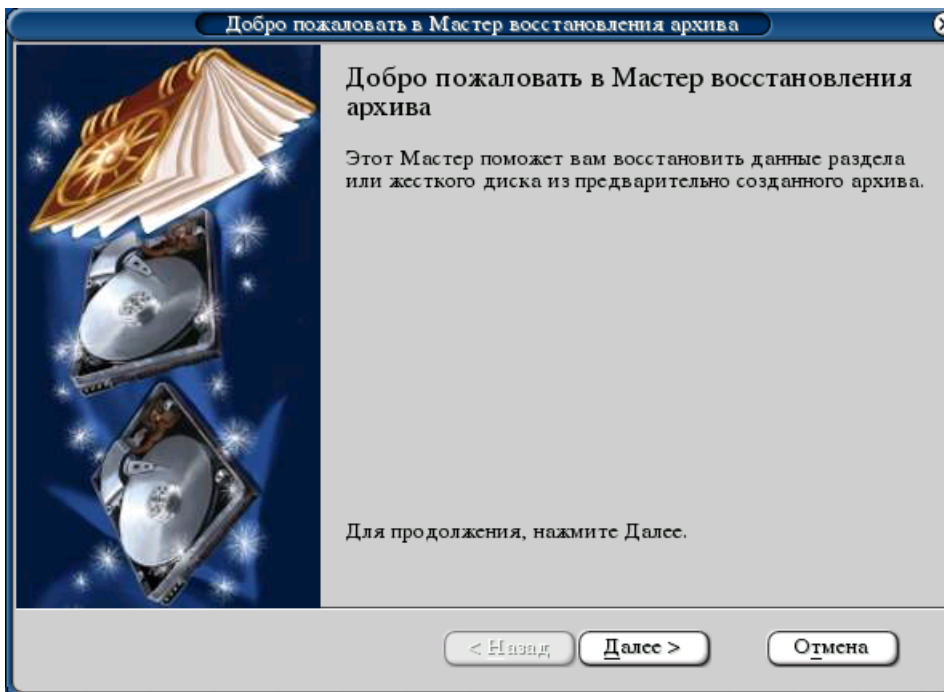 Добро пожаловать в Мастер восстановления архива
Добро пожаловать в Мастер восстановления
архива
Этот Мастер поможет вам восстановить данные раздела
или жесткого диска из предварительно созданного архива.
Для продолжения, нажмите Далее.
< Назад
Далее >
Отмена